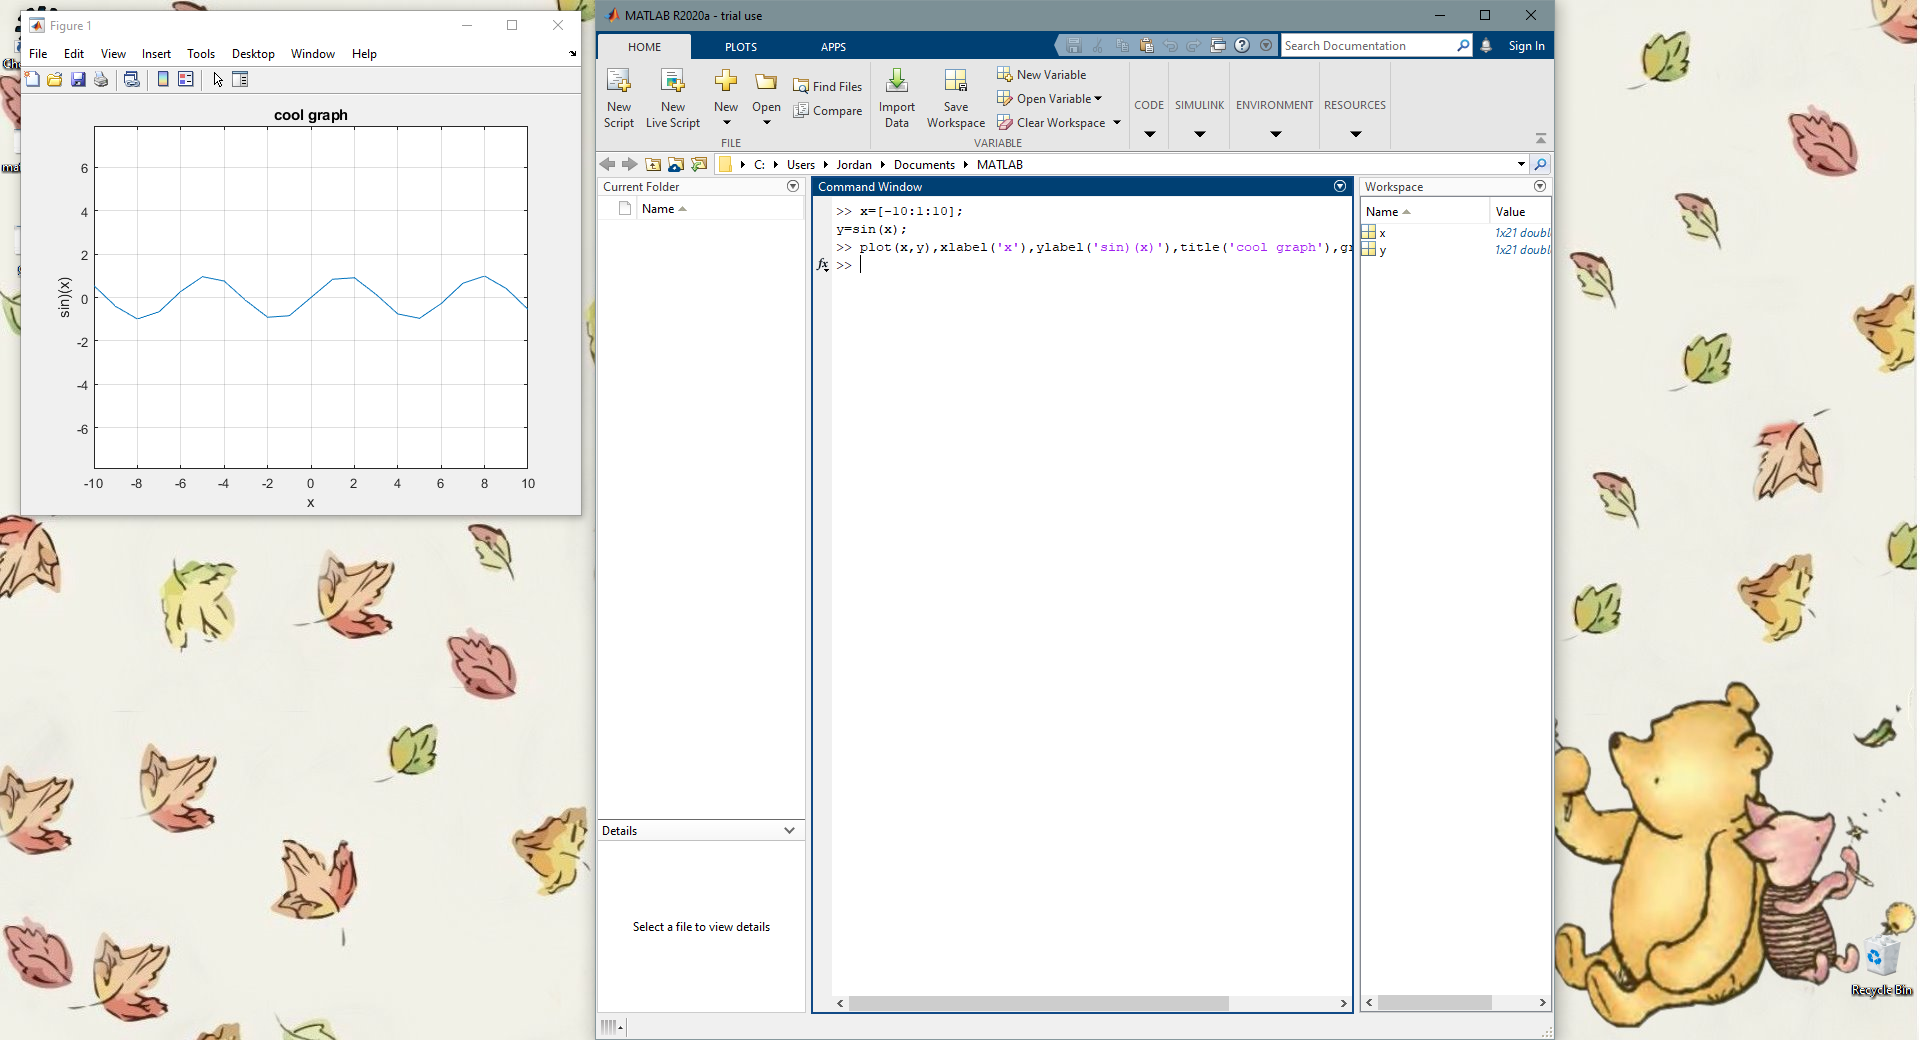 Figure 1
File Edit View Insert Tools Desktop Window Help
cool graph
6
4
2
0
-2
-4
-6
sin)(x)
-10 -8 -6 -4 -2 0 2 4 6 8 10
x
MATLAB R2020a - trial use
HOME PLOTS APPS
Search Documentation
Sign In
New Script
New Live Script
New
Open
Find Files
Compare
FILE
Import Data
Save Workspace
New Variable
Open Variable
Clear Workspace
VARIABLE
CODE
SIMULINK
ENVIRONMENT
RESOURCES
C: Users Jordan Documents MATLAB
Current Folder
Name
Details
Select a file to view details
Command Window
>> x=[-10:1:10];
y=sin(x);
>> plot(x,y),xlabel('x'),ylabel('sin)(x)'),title('cool graph'),gr
fx >>
Workspace
Name Value
x 1x21 doubl
y 1x21 doubl
Recycle Bin